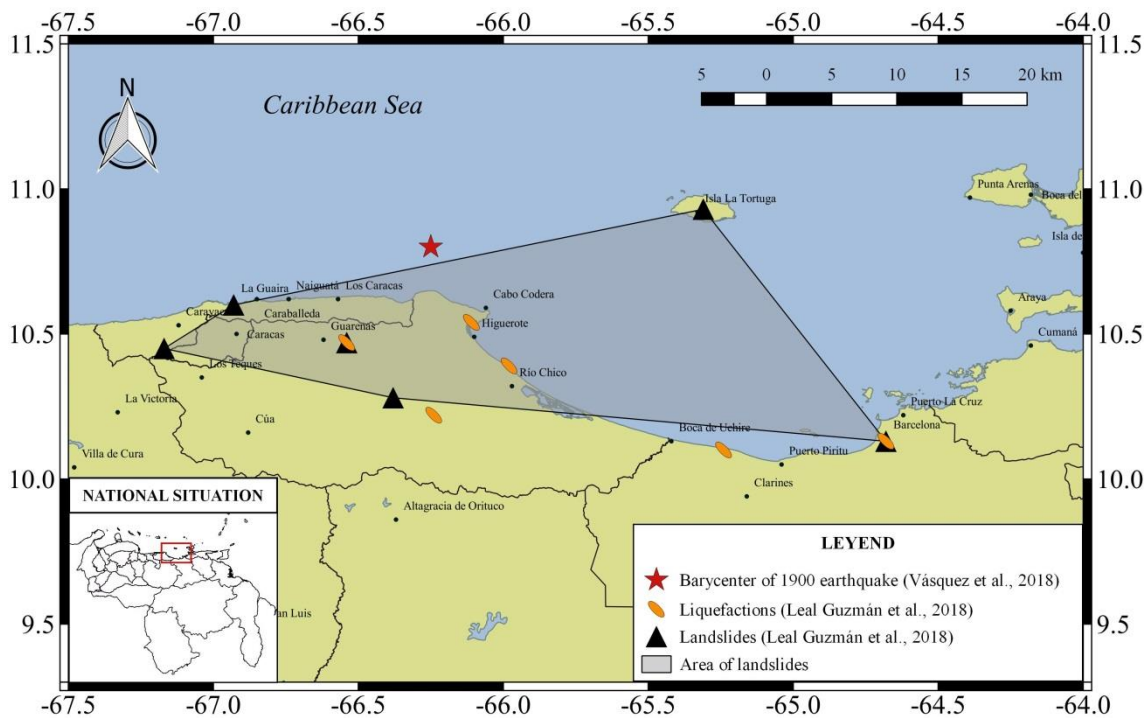 -67.5 -67.0 -66.5 -66.0 -65.5 -65.0 -64.5 -64.0
11.5 11.5
N
5 0 5 10 15 20 km
Caribbean Sea
11.0 11.0
Punta Arenas
Boca del
Isla La Tortuga
Isla de
La Guaira
Naiguatá
Los Caracas
Cabo Codera
Araya
Carayac
Caraballeda
Guarenas
Higuerote
10.5 10.5
Caracas
Cumaná
Los Teques
Río Chico
La Victoria
Puerto La Cruz
Cúa
Barcelona
Boca de Uchire
Villa de Cura
Puerto Piritu
10.0 10.0
Clarines
NATIONAL SITUATION
Altagracia de Orituco
LEYEND
Barycenter of 1900 earthquake (Vásquez et al., 2018)
Liquefactions (Leal Guzmán et al., 2018)
an Luis
Landslides (Leal Guzmán et al., 2018)
9.5 9.5
Area of landslides
-67.5 -67.0 -66.5 -66.0 -65.5 -65.0 -64.5 -64.0